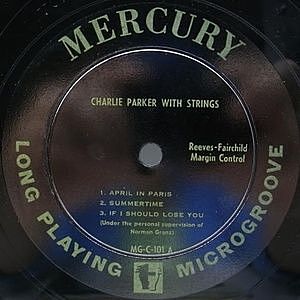 MERCURY
CHARLIE PARKER WITH STRINGS
Reeves-Fairchild
Margin Control
1. APRIL IN PARIS
2. SUMMERTIME
3. IF I SHOULD LOSE YOU
(Under the personal supervision of
Norman Granz)
MG-C-101 A
LONG PLAYING MICROGROOVE